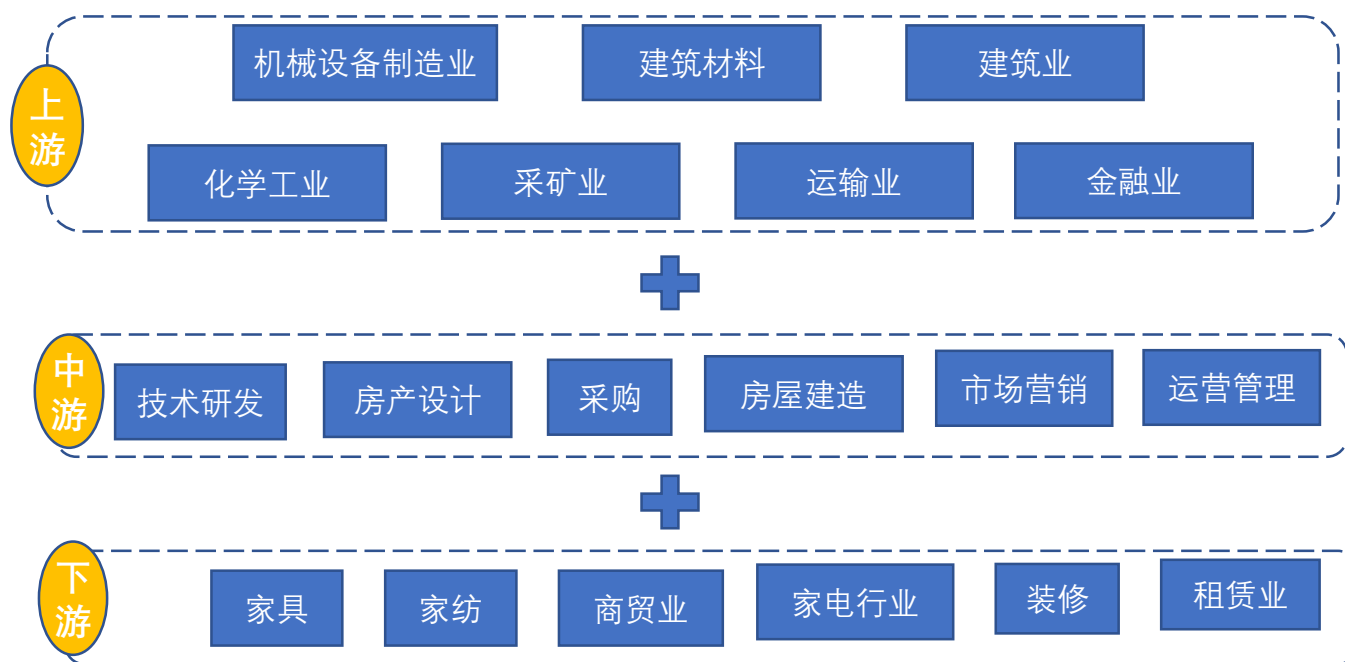 上游
机械设备制造业
建筑材料
建筑业
化学工业
采矿业
运输业
金融业
中游
技术研发
房产设计
采购
房屋建造
市场营销
运营管理
下游
家具
家纺
商贸业
家电行业
装修
租赁业